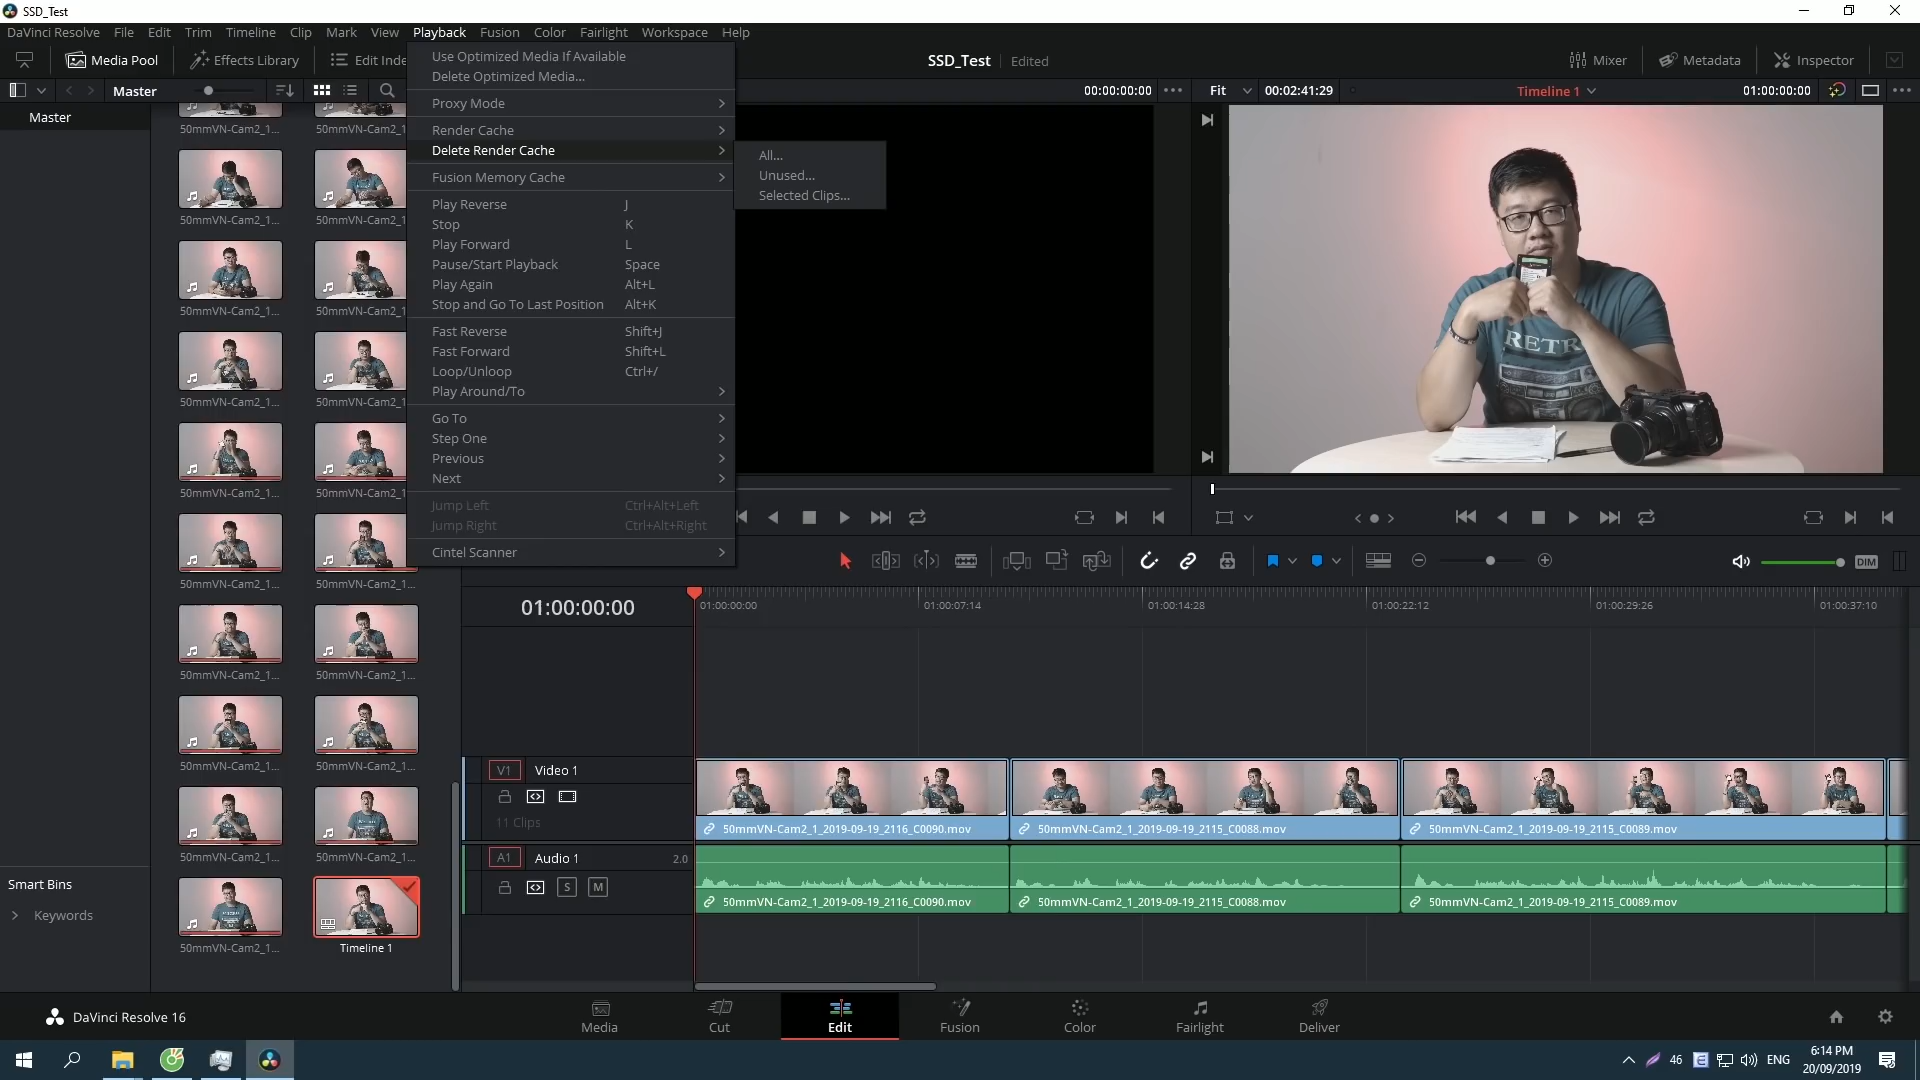 SSD_Test
DaVinci Resolve File Edit Trim Timeline Clip Mark View Playback Fusion Color Fairlight Workspace Help
Media Pool Effects Library Edit Inde
SSD_Test Edited
Mixer Metadata Inspector
Master
00:00:00:00
Fit 00:02:41:29
Timeline 1 01:00:00:00
Master
Use Optimized Media If Available
Delete Optimized Media...
Proxy Mode
Render Cache
Delete Render Cache
All...
Unused...
Selected Clips...
Fusion Memory Cache
Play Reverse J
Stop K
Play Forward L
Pause/Start Playback Space
Play Again Alt+L
Stop and Go To Last Position Alt+K
Fast Reverse Shift+J
Fast Forward Shift+L
Loop/Unloop Ctrl+/
Play Around/To
Go To
Step One
Previous
Next
Jump Left Ctrl+Alt+Left
Jump Right Ctrl+Alt+Right
Cintel Scanner
50mmVN-Cam2_1... 50mmVN-Cam2_1
50mmVN-Cam2_1... 50mmVN-Cam2_1
50mmVN-Cam2_1... 50mmVN-Cam2_1
50mmVN-Cam2_1... 50mmVN-Cam2_1
50mmVN-Cam2_1... 50mmVN-Cam2_1
50mmVN-Cam2_1... 50mmVN-Cam2_1...
50mmVN-Cam2_1... 50mmVN-Cam2_1...
50mmVN-Cam2_1... 50mmVN-Cam2_1...
50mmVN-Cam2_1... 50mmVN-Cam2_1...
50mmVN-Cam2_1... Timeline 1
Smart Bins
Keywords
RETR
DIM
01:00:00:00
01:00:00:00 01:00:07:14 01:00:14:28 01:00:22:12 01:00:29:26 01:00:37:10
V1 Video 1
11 Clips
50mmVN-Cam2_1_2019-09-19_2116_C0090.mov 50mmVN-Cam2_1_2019-09-19_2115_C0088.mov 50mmVN-Cam2_1_2019-09-19_2115_C0089.mov
A1 Audio 1 2.0
S M
50mmVN-Cam2_1_2019-09-19_2116_C0090.mov 50mmVN-Cam2_1_2019-09-19_2115_C0088.mov 50mmVN-Cam2_1_2019-09-19_2115_C0089.mov
DaVinci Resolve 16
Media Cut Edit Fusion Color Fairlight Deliver
46 ENG
6:14 PM
20/09/2019